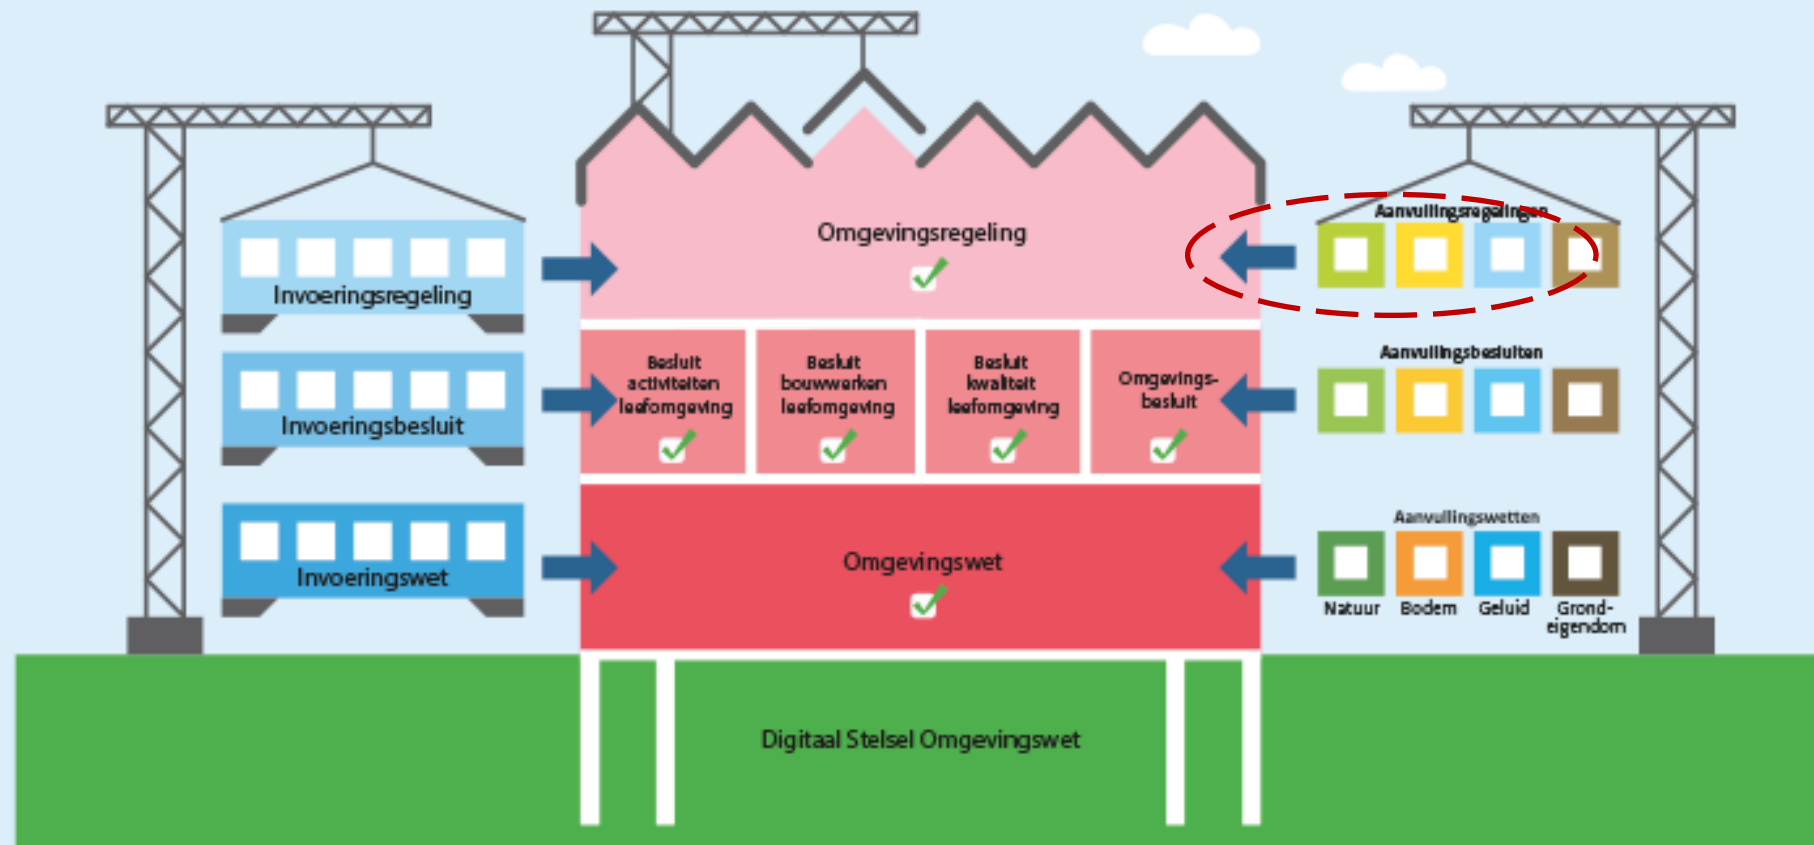 Omgevingsregeling
Invoeringsregeling
Aanvullingsregelingen
Besluit
activiteiten
leefomgeving
Besluit
bouwwerken
leefomgeving
Besluit
kwaliteit
leefomgeving
Omgevings-
besluit
Invoeringsbesluit
Aanvullingsbesluiten
Omgevingswet
Invoeringswet
Aanvullingswetten
Natuur
Bodem
Geluid
Grond-
eigendom
Digitaal Stelsel Omgevingswet